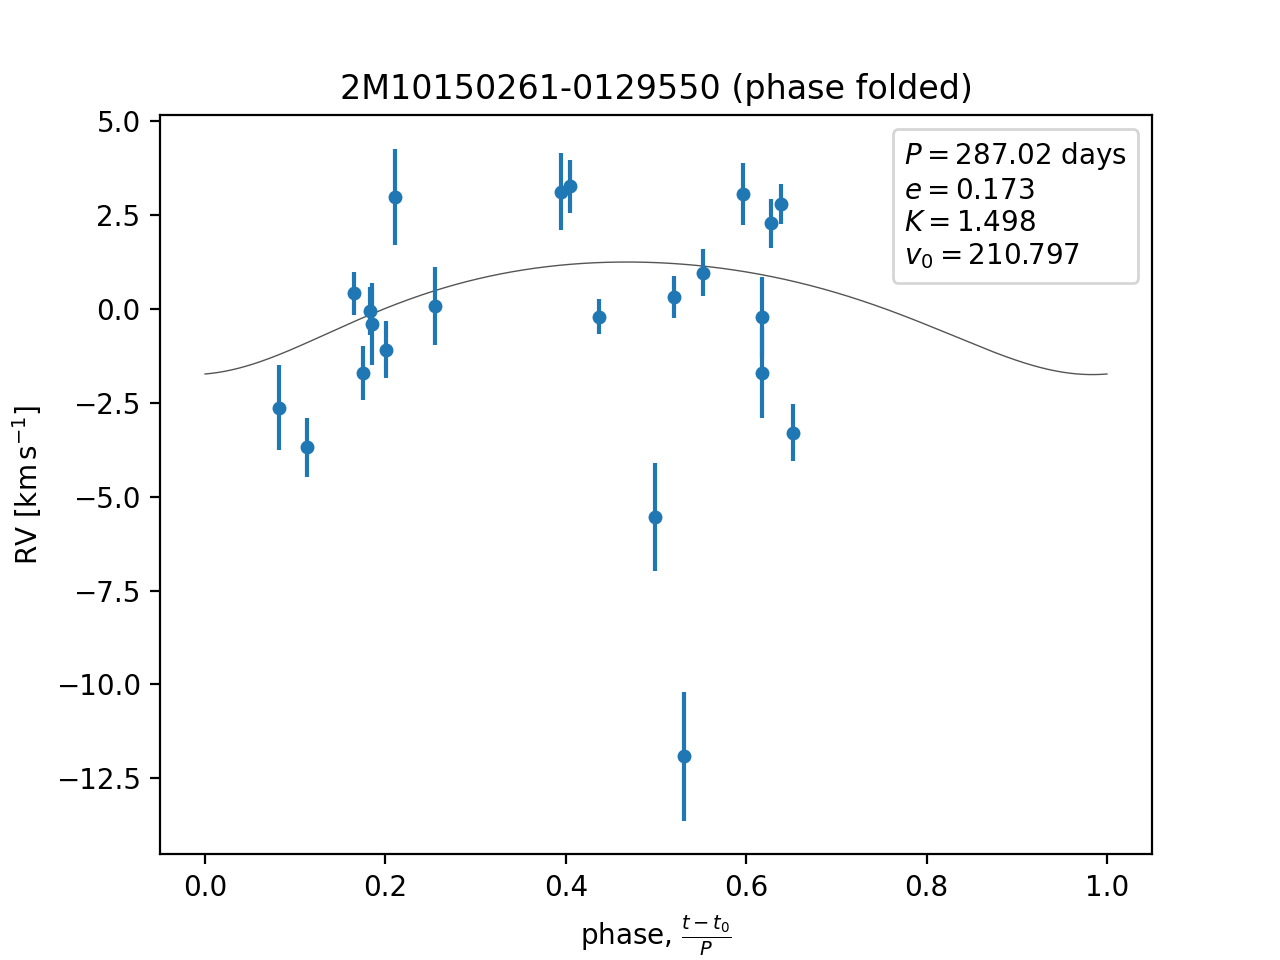 2M10150261-0129550 (phase folded)
P = 287.02 days
e = 0.173
K = 1.498
v₀ = 210.797
5.0
2.5
0.0
−2.5
−5.0
−7.5
−10.0
−12.5
RV [km s⁻¹]
0.0 0.2 0.4 0.6 0.8 1.0
phase, (t − t₀)/P